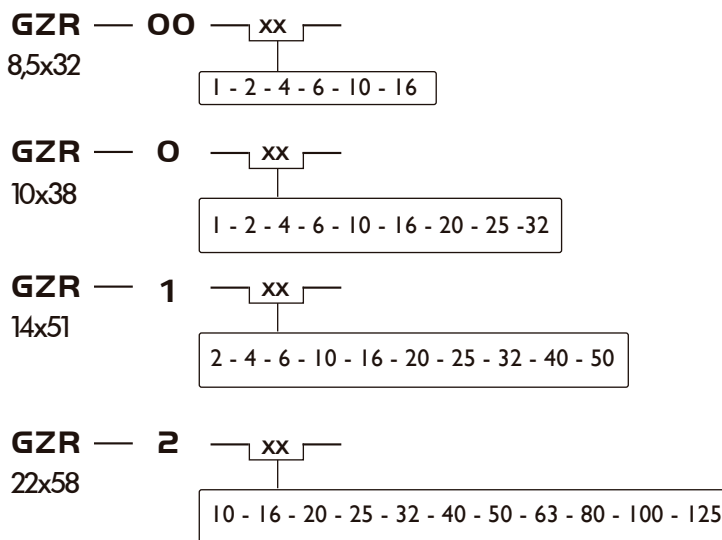 GZR — 00 — xx —
8,5x32
1 - 2 - 4 - 6 - 10 - 16
GZR — 0 — xx —
10x38
1 - 2 - 4 - 6 - 10 - 16 - 20 - 25 -32
GZR — 1 — xx —
14x51
2 - 4 - 6 - 10 - 16 - 20 - 25 - 32 - 40 - 50
GZR — 2 — xx —
22x58
10 - 16 - 20 - 25 - 32 - 40 - 50 - 63 - 80 - 100 - 125